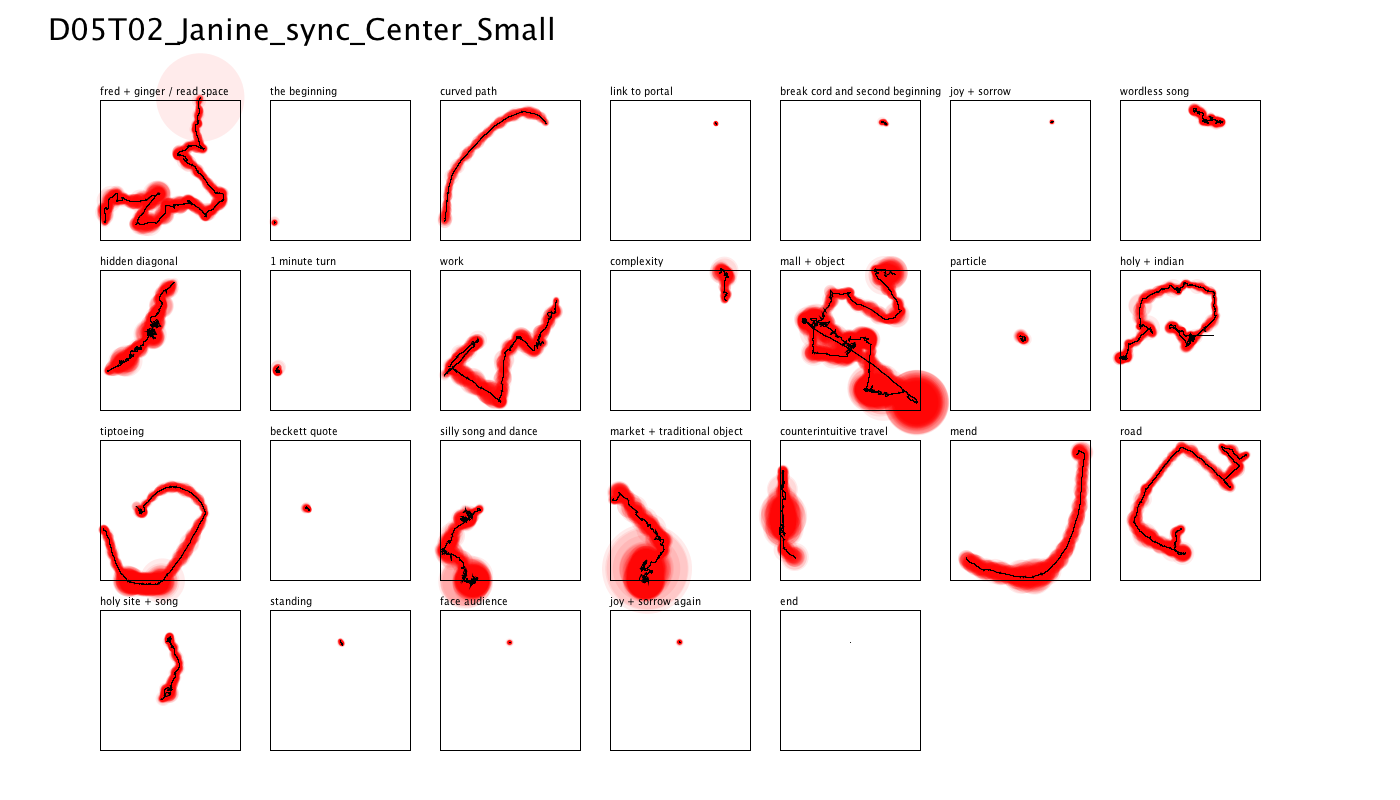 D05T02_Janine_sync_Center_Small
fred + ginger / read space
the beginning
curved path
link to portal
break cord and second beginning
joy + sorrow
wordless song
hidden diagonal
1 minute turn
work
complexity
mall + object
particle
holy + indian
tiptoeing
beckett quote
silly song and dance
market + traditional object
counterintuitive travel
mend
road
holy site + song
standing
face audience
joy + sorrow again
end